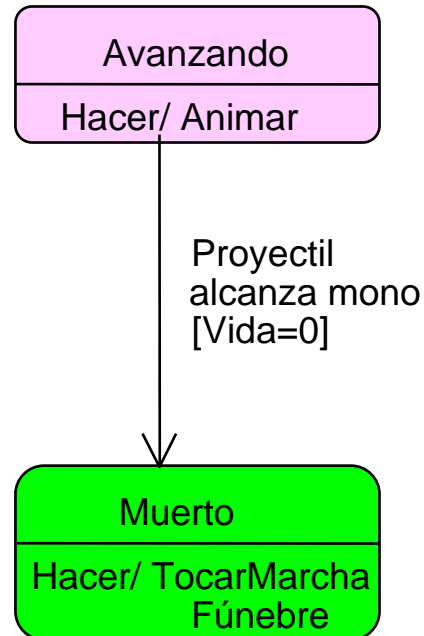 Avanzando
Hacer/ Animar
Proyectil
alcanza mono
[Vida=0]
Muerto
Hacer/ TocarMarcha
Fúnebre